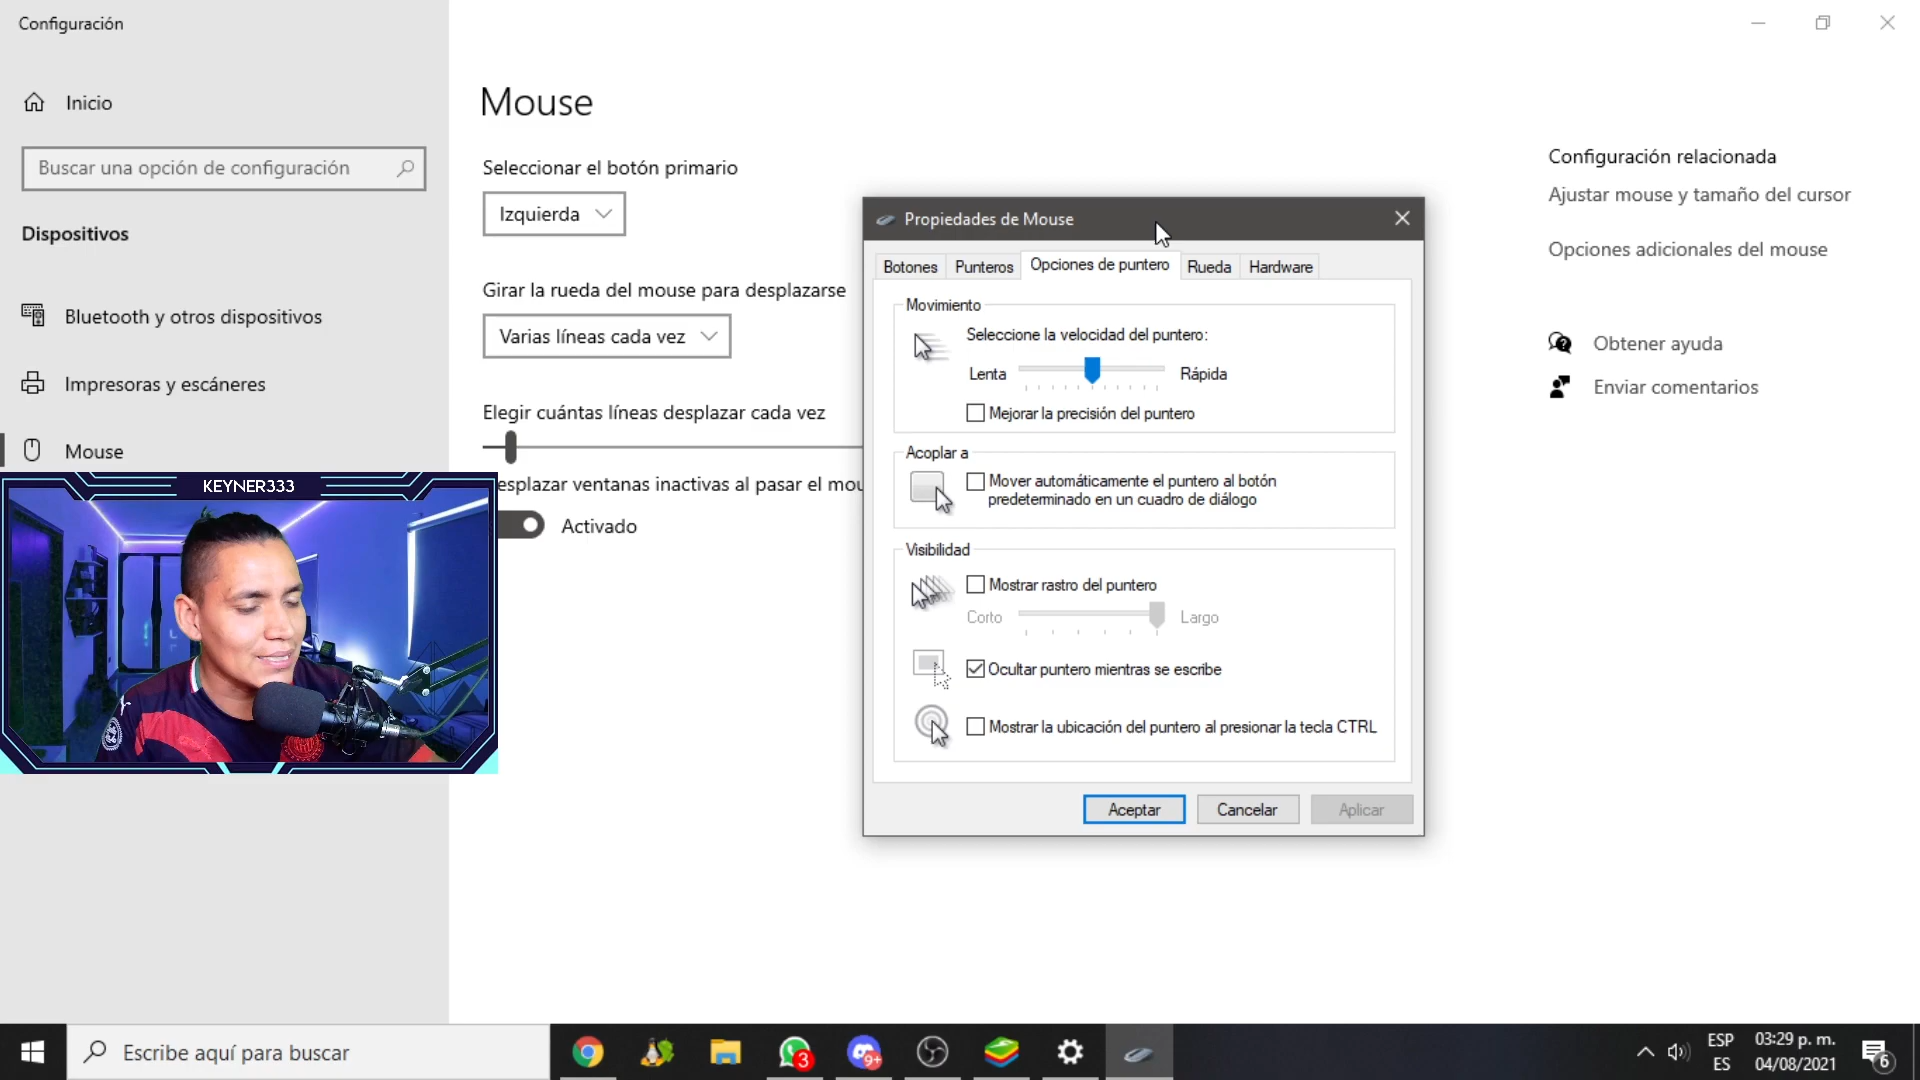 Configuración
Inicio
Buscar una opción de configuración
Dispositivos
Bluetooth y otros dispositivos
Impresoras y escáneres
Mouse
Mouse
Seleccionar el botón primario
Izquierda
Girar la rueda del mouse para desplazarse
Varias líneas cada vez
Elegir cuántas líneas desplazar cada vez
esplazar ventanas inactivas al pasar el mou
Activado
KEYNER333
Propiedades de Mouse
Botones
Punteros
Opciones de puntero
Rueda
Hardware
Movimiento
Seleccione la velocidad del puntero:
Lenta
Rápida
Mejorar la precisión del puntero
Acoplar a
Mover automáticamente el puntero al botón
predeterminado en un cuadro de diálogo
Visibilidad
Mostrar rastro del puntero
Corto
Largo
Ocultar puntero mientras se escribe
Mostrar la ubicación del puntero al presionar la tecla CTRL
Aceptar
Cancelar
Aplicar
Configuración relacionada
Ajustar mouse y tamaño del cursor
Opciones adicionales del mouse
Obtener ayuda
Enviar comentarios
Escribe aquí para buscar
3
9+
ESP
ES
03:29 p. m.
04/08/2021
6